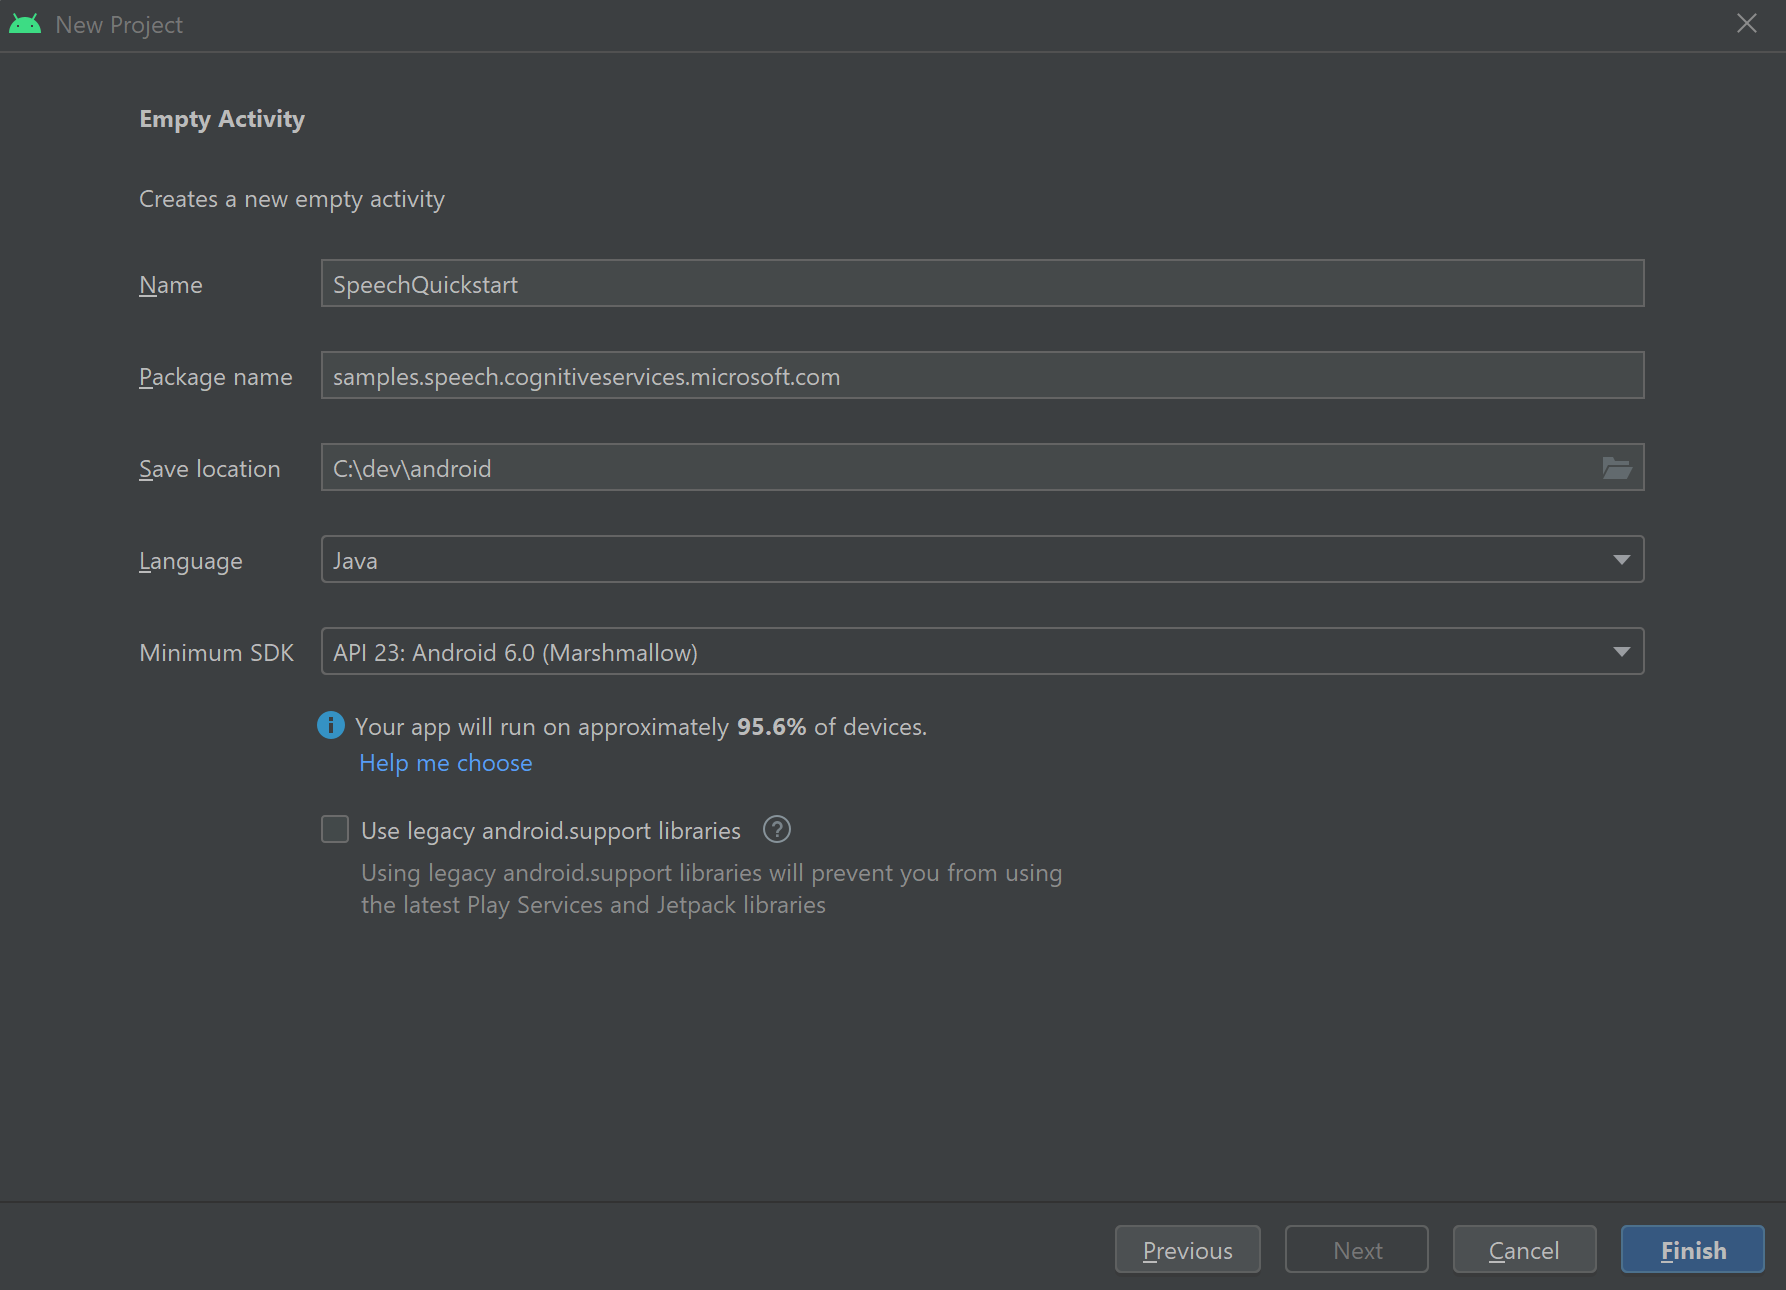 New Project
Empty Activity
Creates a new empty activity
Name
SpeechQuickstart
Package name
samples.speech.cognitiveservices.microsoft.com
Save location
C:\dev\android
Language
Java
Minimum SDK
API 23: Android 6.0 (Marshmallow)
Your app will run on approximately 95.6% of devices.
Help me choose
Use legacy android.support libraries
Using legacy android.support libraries will prevent you from using
the latest Play Services and Jetpack libraries
Previous
Next
Cancel
Finish